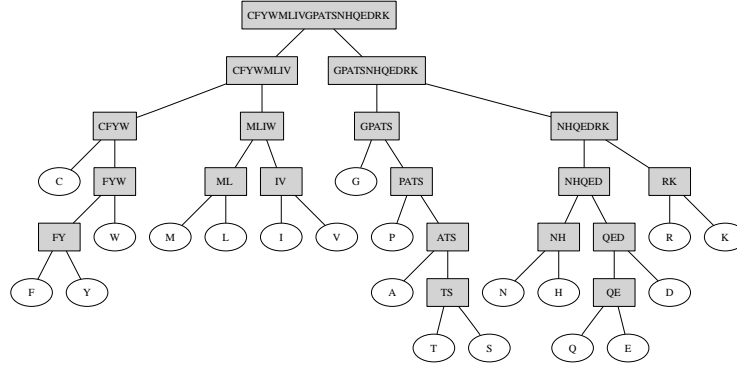 CFYWMLIVGPATSNHQEDRK
CFYWMLIV GPATSNHQEDRK
CFYW MLIW GPATS NHQEDRK
C FYW ML IV G PATS NHQED RK
FY W M L I V P ATS NH QED R K
F Y A TS N H QE D
T S Q E